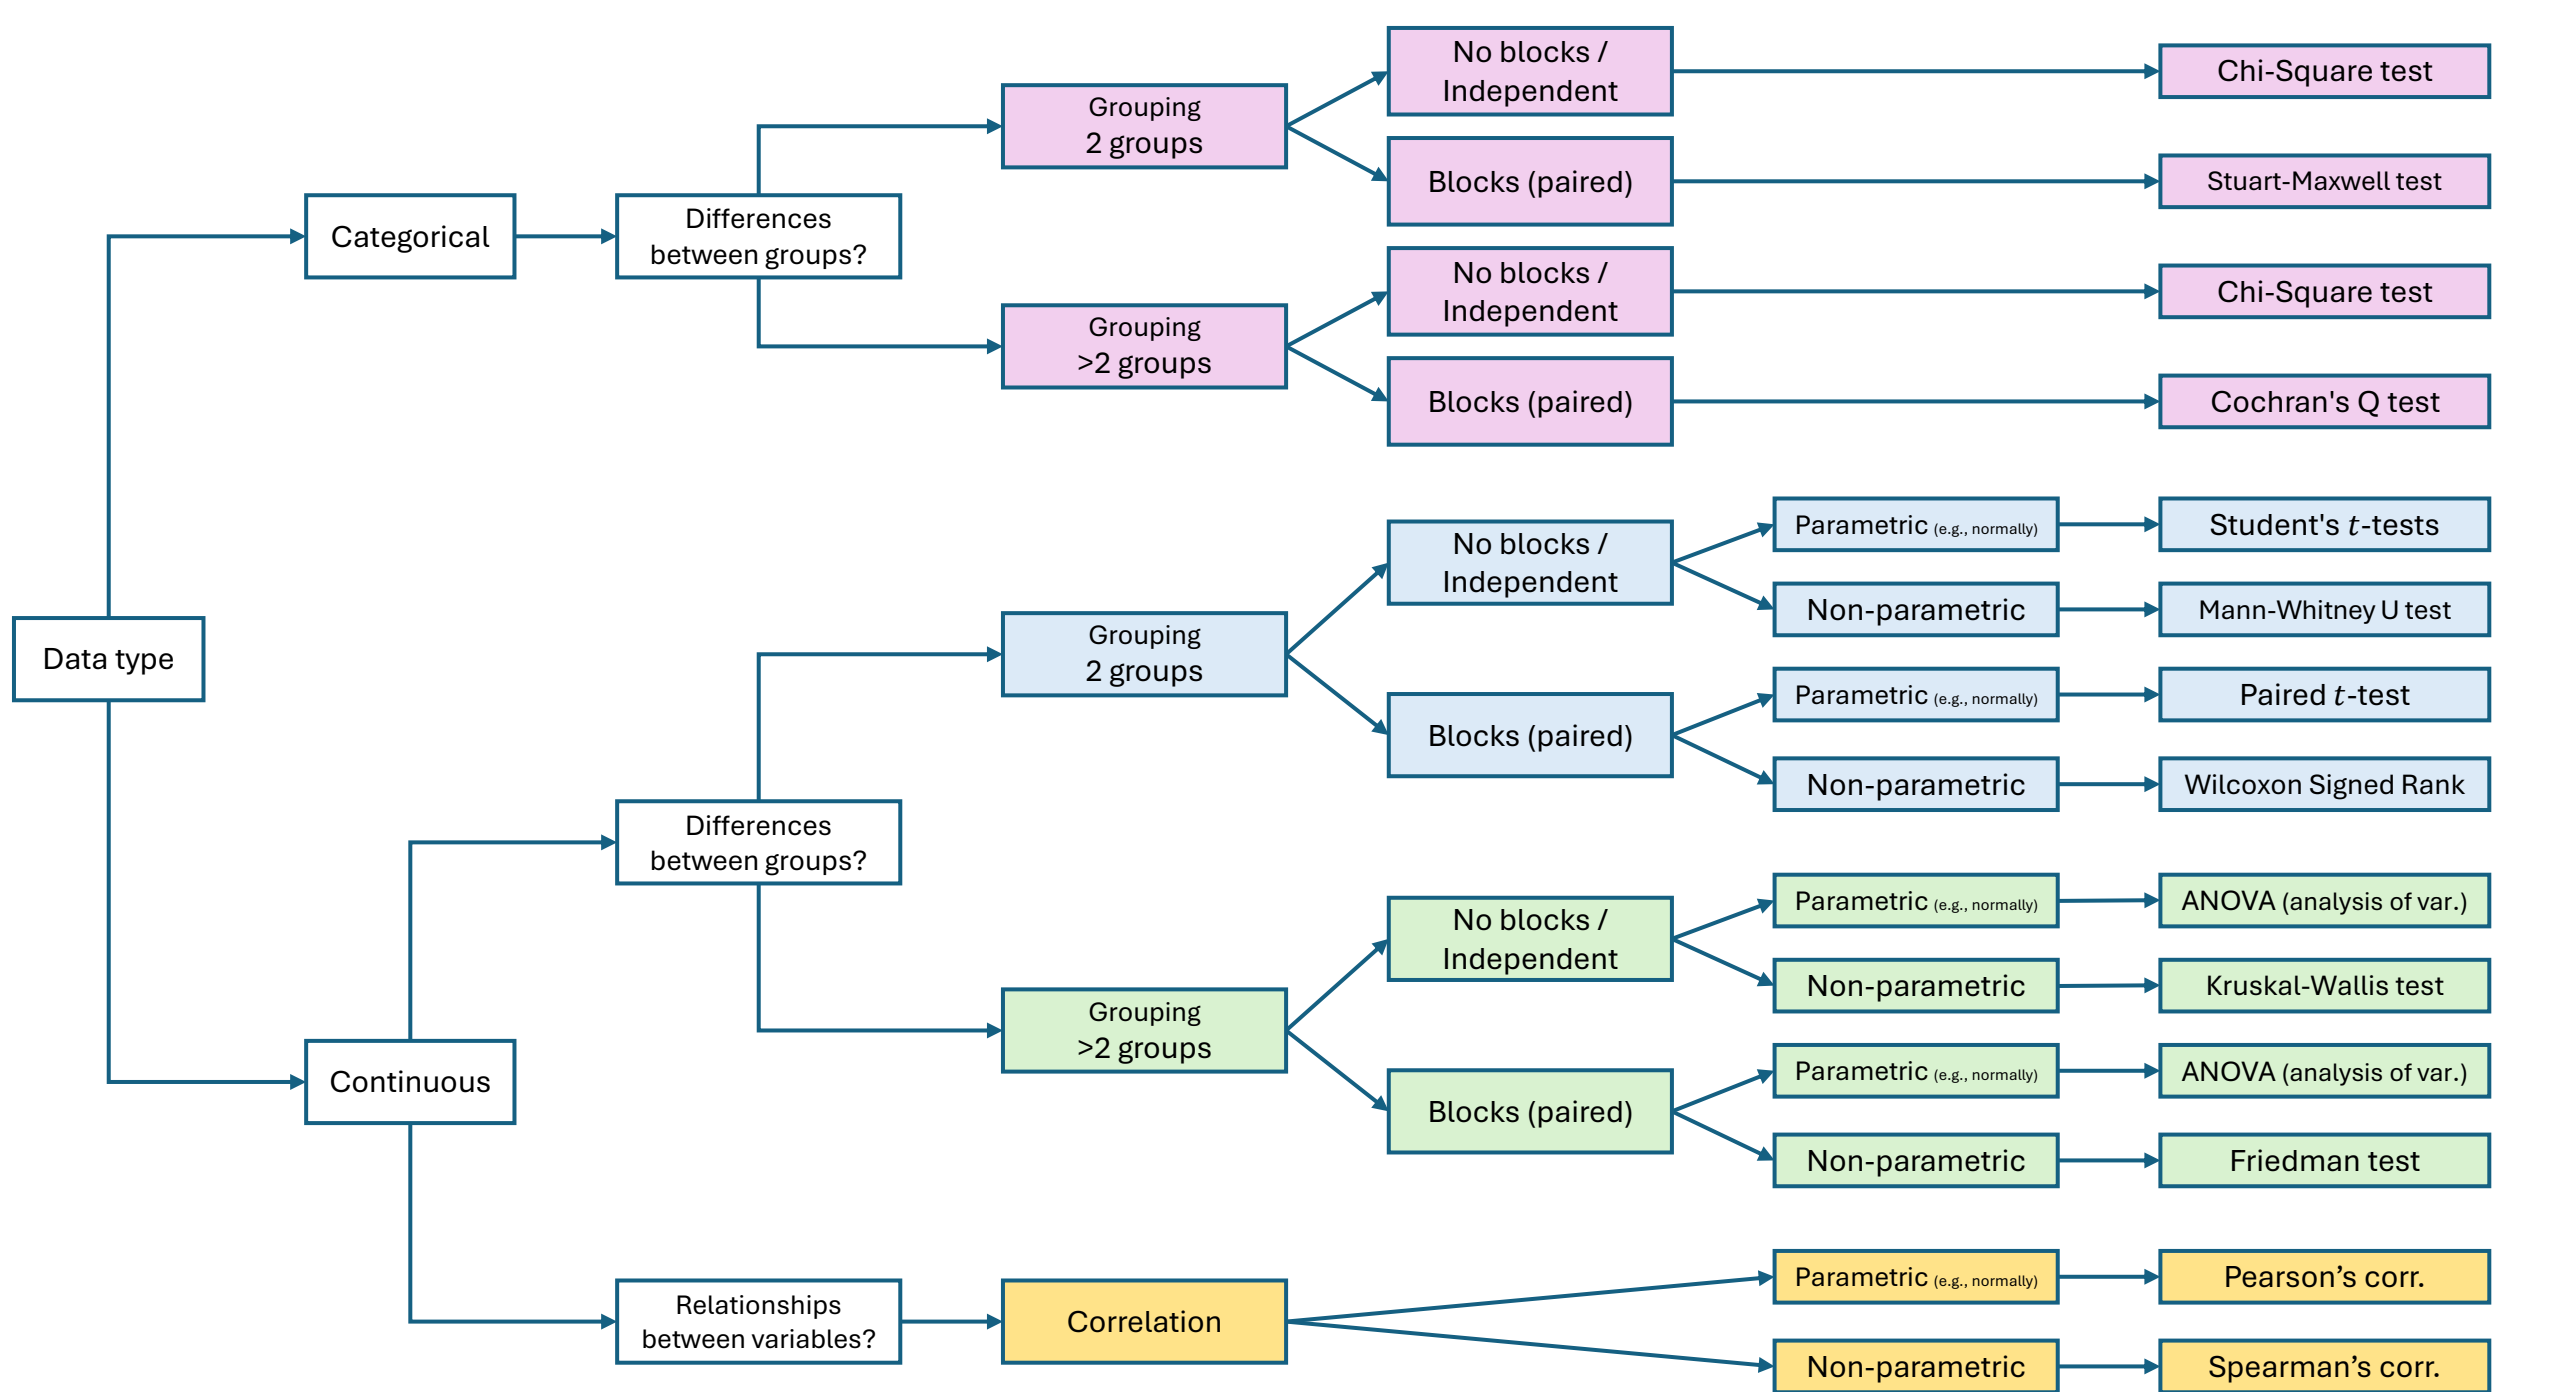 No blocks /
Independent
Chi-Square test
Grouping
2 groups
Blocks (paired)
Stuart-Maxwell test
Categorical
Differences
between groups?
No blocks /
Independent
Chi-Square test
Grouping
>2 groups
Blocks (paired)
Cochran's Q test
Data type
No blocks /
Independent
Parametric (e.g., normally)
Student's t-tests
Non-parametric
Mann-Whitney U test
Grouping
2 groups
Blocks (paired)
Parametric (e.g., normally)
Paired t-test
Non-parametric
Wilcoxon Signed Rank
Differences
between groups?
No blocks /
Independent
Parametric (e.g., normally)
ANOVA (analysis of var.)
Non-parametric
Kruskal-Wallis test
Grouping
>2 groups
Continuous
Blocks (paired)
Parametric (e.g., normally)
ANOVA (analysis of var.)
Non-parametric
Friedman test
Relationships
between variables?
Correlation
Parametric (e.g., normally)
Pearson’s corr.
Non-parametric
Spearman’s corr.